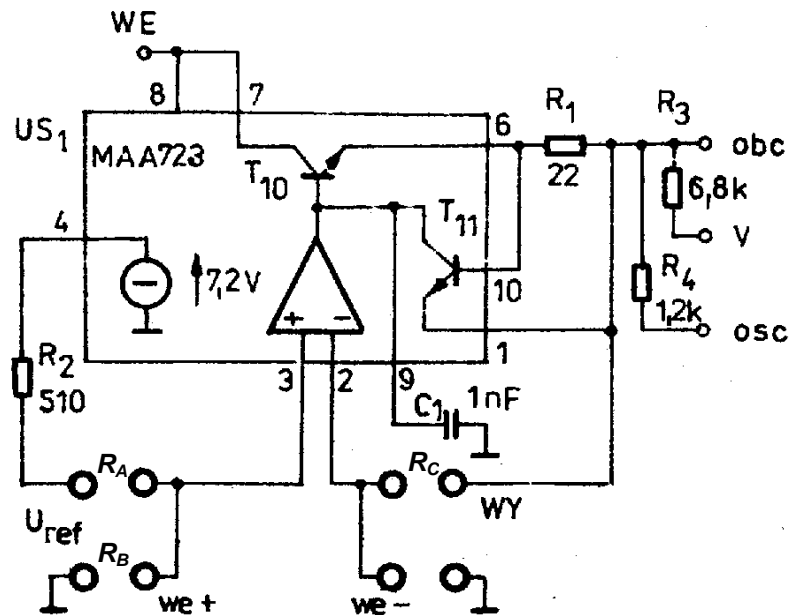 WE
8
7
US1
MAA723
6
R1
22
R3
obc
6,8k
V
T10
T11
4
7,2V
10
R4
1,2k
osc
+
-
1
R2
510
3
2
9
C1
1nF
RA
RC
Uref
WY
RB
we+
we-